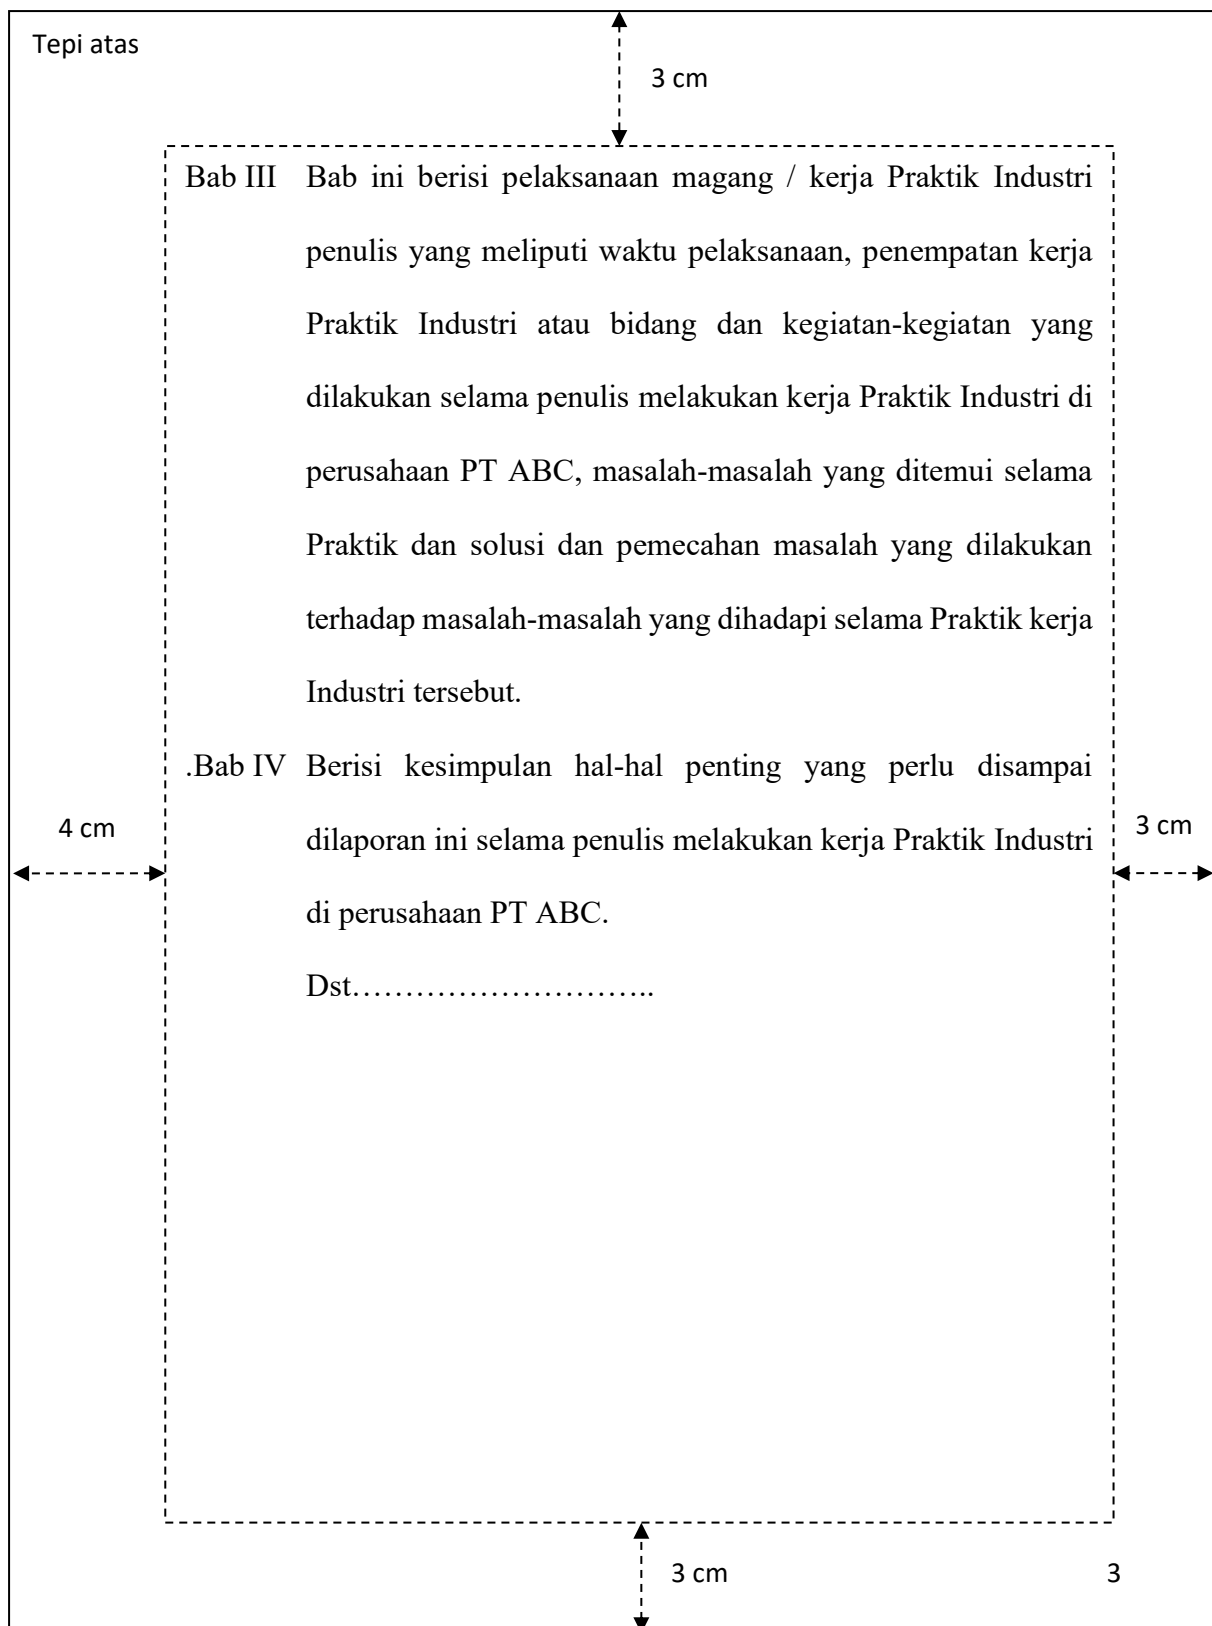 Tepi atas
3 cm
Bab III Bab ini berisi pelaksanaan magang / kerja Praktik Industri
penulis yang meliputi waktu pelaksanaan, penempatan kerja
Praktik Industri atau bidang dan kegiatan-kegiatan yang
dilakukan selama penulis melakukan kerja Praktik Industri di
perusahaan PT ABC, masalah-masalah yang ditemui selama
Praktik dan solusi dan pemecahan masalah yang dilakukan
terhadap masalah-masalah yang dihadapi selama Praktik kerja
Industri tersebut.
.Bab IV Berisi kesimpulan hal-hal penting yang perlu disampai
4 cm
dilaporan ini selama penulis melakukan kerja Praktik Industri
3 cm
di perusahaan PT ABC.
Dst………………………..
3 cm
3